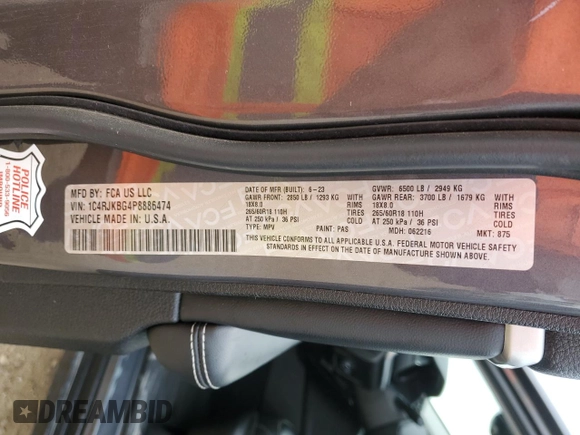 POLICE
HOTLINE
MFD BY: FCA US LLC
VIN: 1C4RJKBG4P8885474
VEHICLE MADE IN U.S.A.
DATE OF MFR (BUILT): 6-23
GAWR FRONT: 2850 LB / 1293 KG
WITH TIRES RIMS
18X8.0
265/60R18 110H
AT 250 kPa / 36 PSI COLD
TYPE: MPV PAINT: PAS
GVWR: 6500 LB / 2949 KG
GAWR REAR: 3700 LB / 1679 KG
WITH TIRES RIMS
18X8.0
265/60R18 110H
AT 250 kPa / 36 PSI COLD
MDH: 062216 MKT: 875
THIS VEHICLE CONFORMS TO ALL APPLICABLE U.S.A. FEDERAL MOTOR VEHICLE SAFETY
STANDARDS IN EFFECT ON THE DATE OF MANUFACTURE SHOWN ABOVE.
DREAMBID